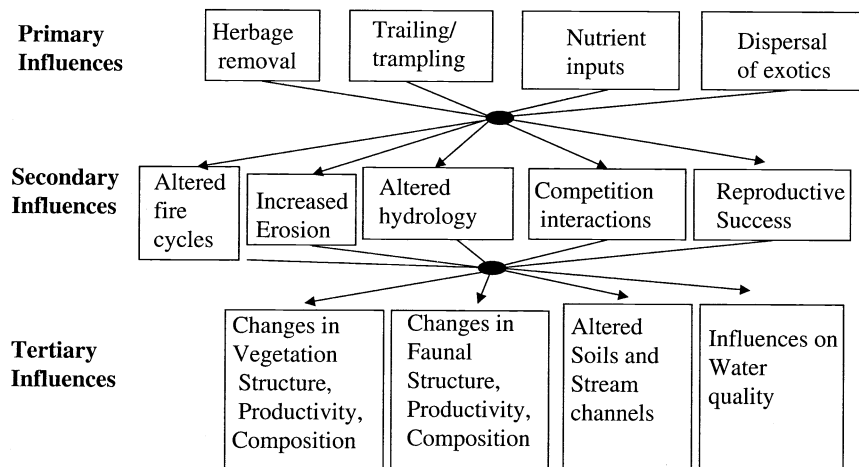 Primary
Influences
Herbage
removal
Trailing/
trampling
Nutrient
inputs
Dispersal
of exotics
Secondary
Influences
Altered
fire
cycles
Increased
Erosion
Altered
hydrology
Competition
interactions
Reproductive
Success
Tertiary
Influences
Changes in
Vegetation
Structure,
Productivity,
Composition
Changes in
Faunal
Structure,
Productivity,
Composition
Altered
Soils and
Stream
channels
Influences on
Water
quality